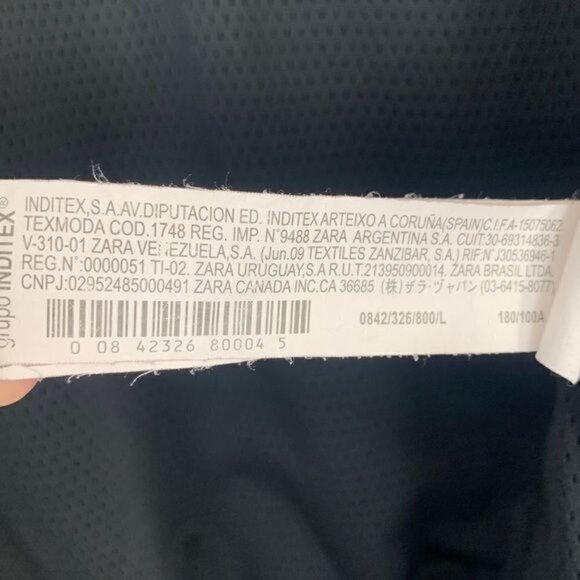 grupo INDITEX®
INDITEX,S.A.AV.DIPUTACION ED. INDITEX ARTEIXO A CORUÑA(SPAIN)C.I.F.A-15075062
TEXMODA COD.1748 REG. IMP. N°9488 ZARA ARGENTINA S.A. CUIT:30-69314836-3
V-310-01 ZARA VENEZUELA,S.A. (Jun.09 TEXTILES ZANZIBAR, S.A.) RIF:N°J30536946-1
REG.N°:0000051 TI-02. ZARA URUGUAY,S.A R.U.T.213950900014. ZARA BRASIL LTDA.
CNPJ:02952485000491 ZARA CANADA INC.CA 36685 (株) ザラ・ジャパン (03-6415-8077)
0842/326/800/L 180/100A
0 08 42326 80004 5